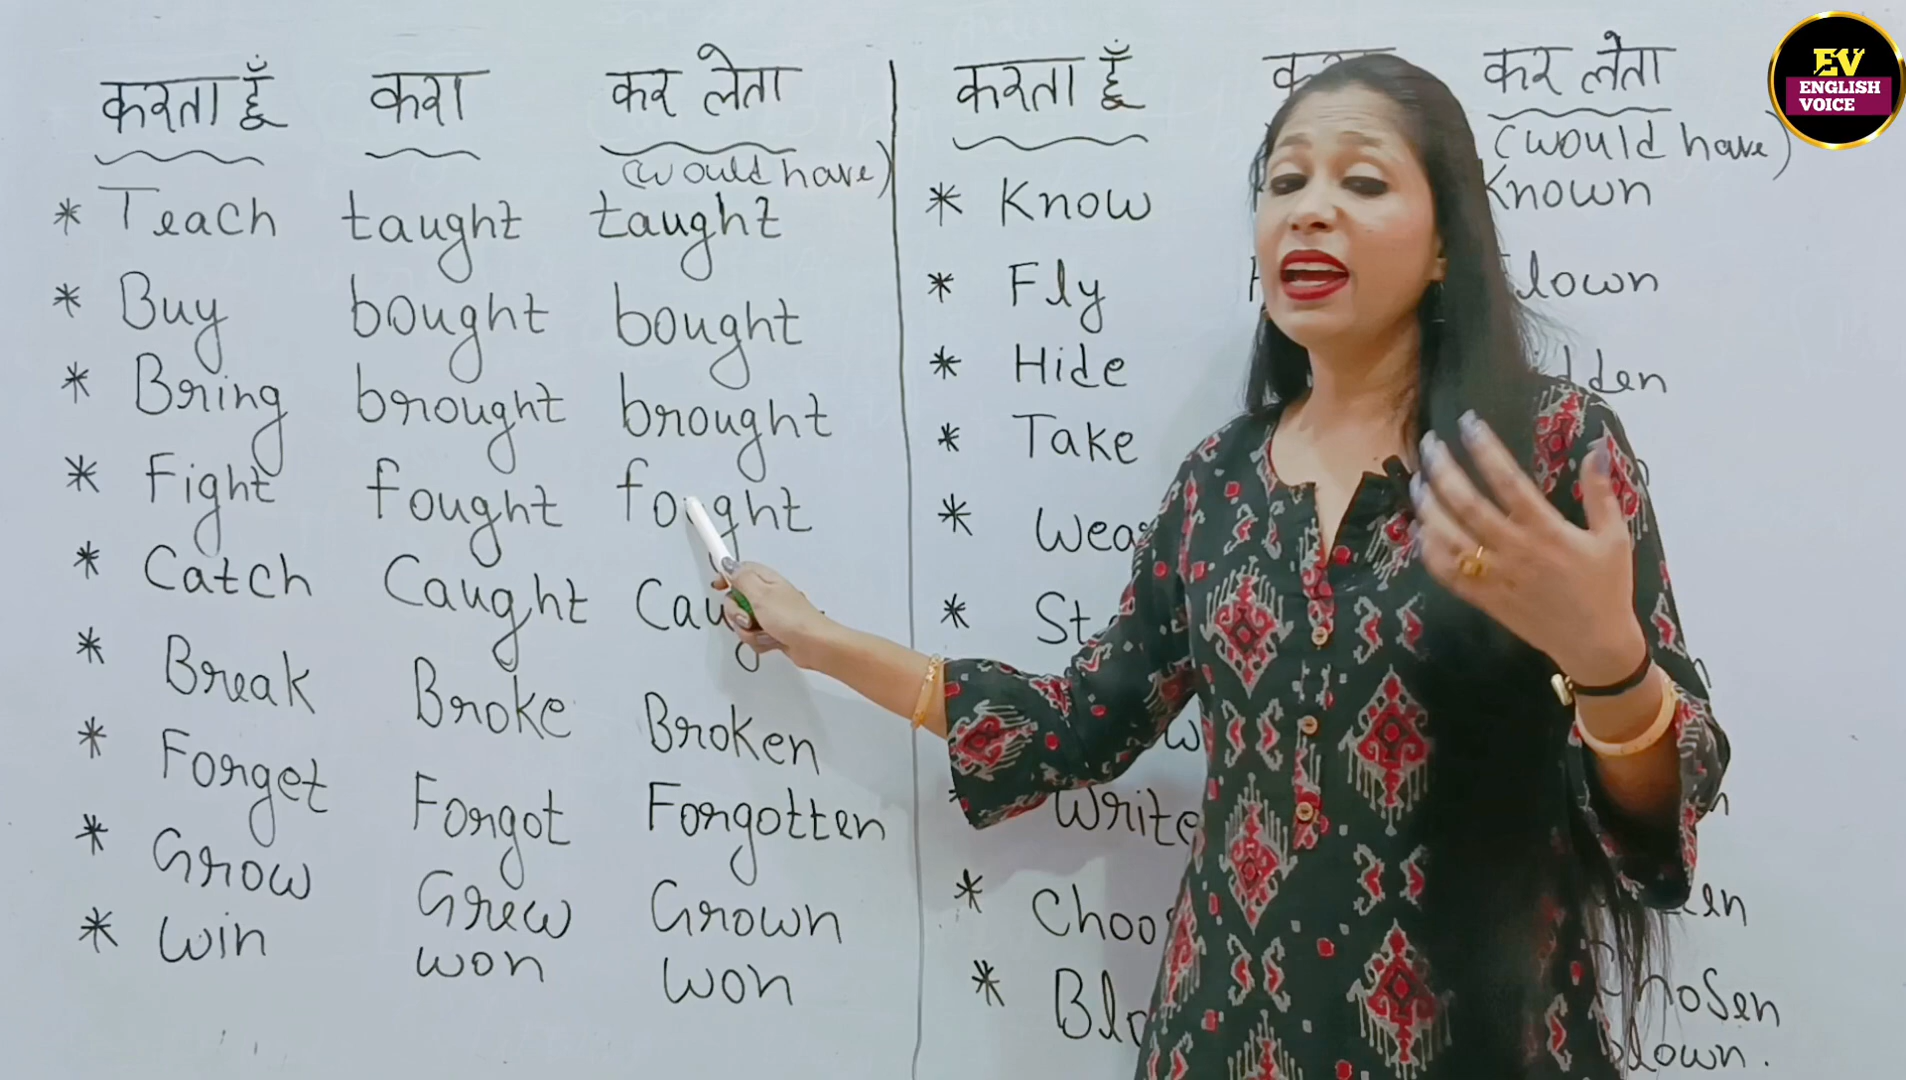 करता हूँ करा कर लेता
(would have)
* Teach taught taught
* Buy bought bought
* Bring brought brought
* Fight fought fought
* Catch Caught
* Break Broke Broken
* Forget Forgot Forgotten
* Grow Grew Grown
* Win won won
करता हूँ कर लेता
(would have)
* Know Known
* Fly
* Hide
* Take
*
*
* Write
*
* Chosen
blown.
EV
ENGLISH
VOICE